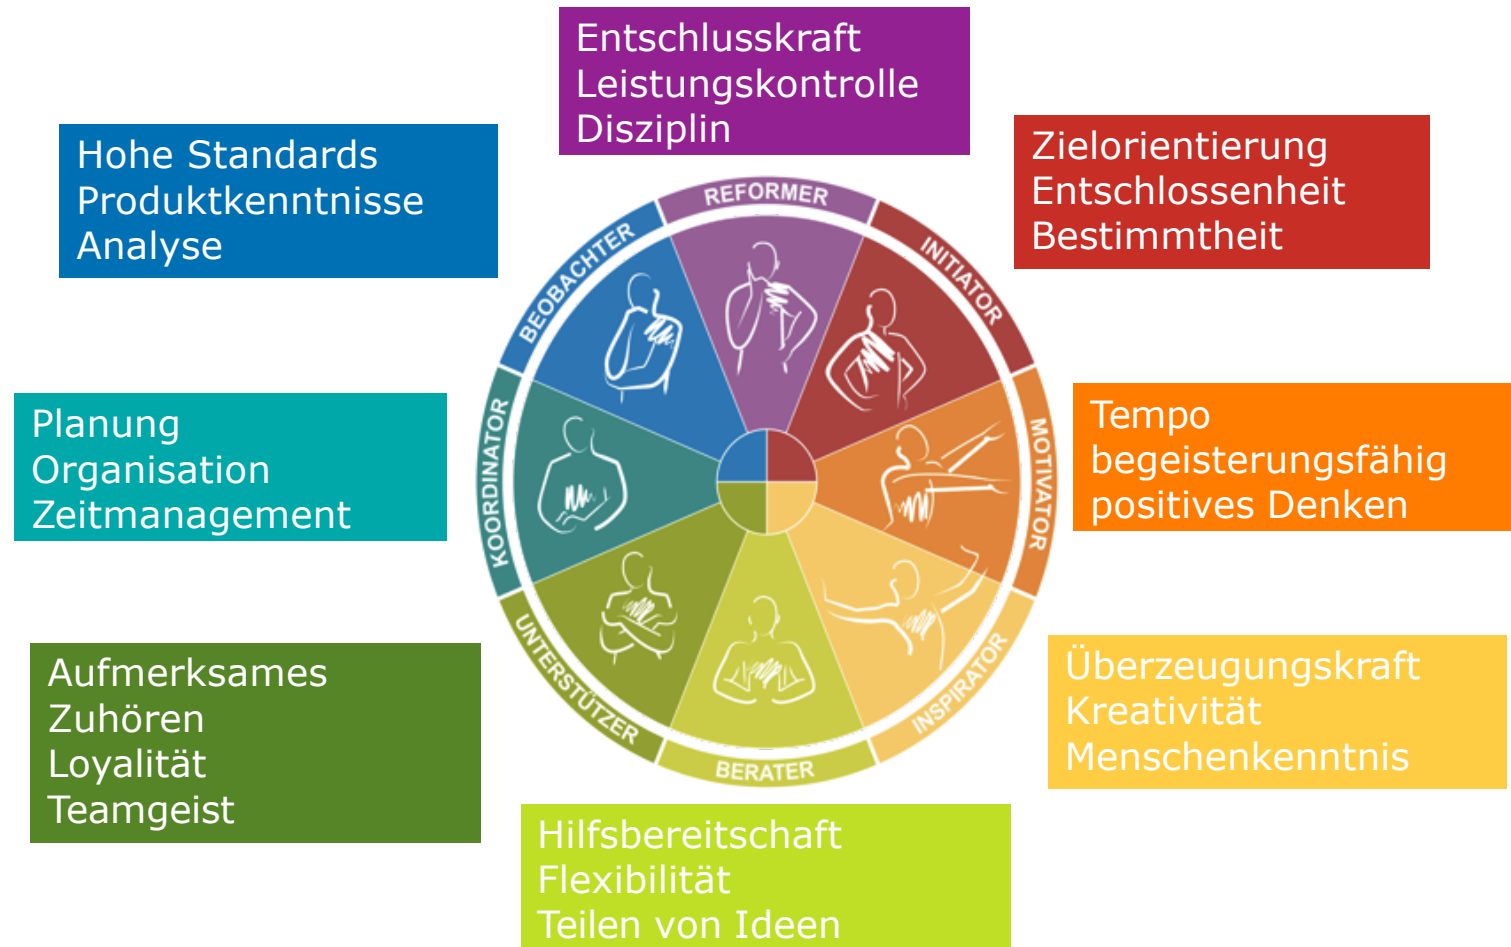 Entschlusskraft
Leistungskontrolle
Disziplin
Hohe Standards
Produktkenntnisse
Analyse
Zielorientierung
Entschlossenheit
Bestimmtheit
REFORMER
BEOBACHTER
INITIATOR
Planung
Organisation
Zeitmanagement
KOORDINATOR
MOTIVATOR
Tempo
begeisterungsfähig
positives Denken
Aufmerksames
Zuhören
Loyalität
Teamgeist
UNTERSTÜTZER
BERATER
INSPIRATOR
Überzeugungskraft
Kreativität
Menschenkenntnis
Hilfsbereitschaft
Flexibilität
Teilen von Ideen